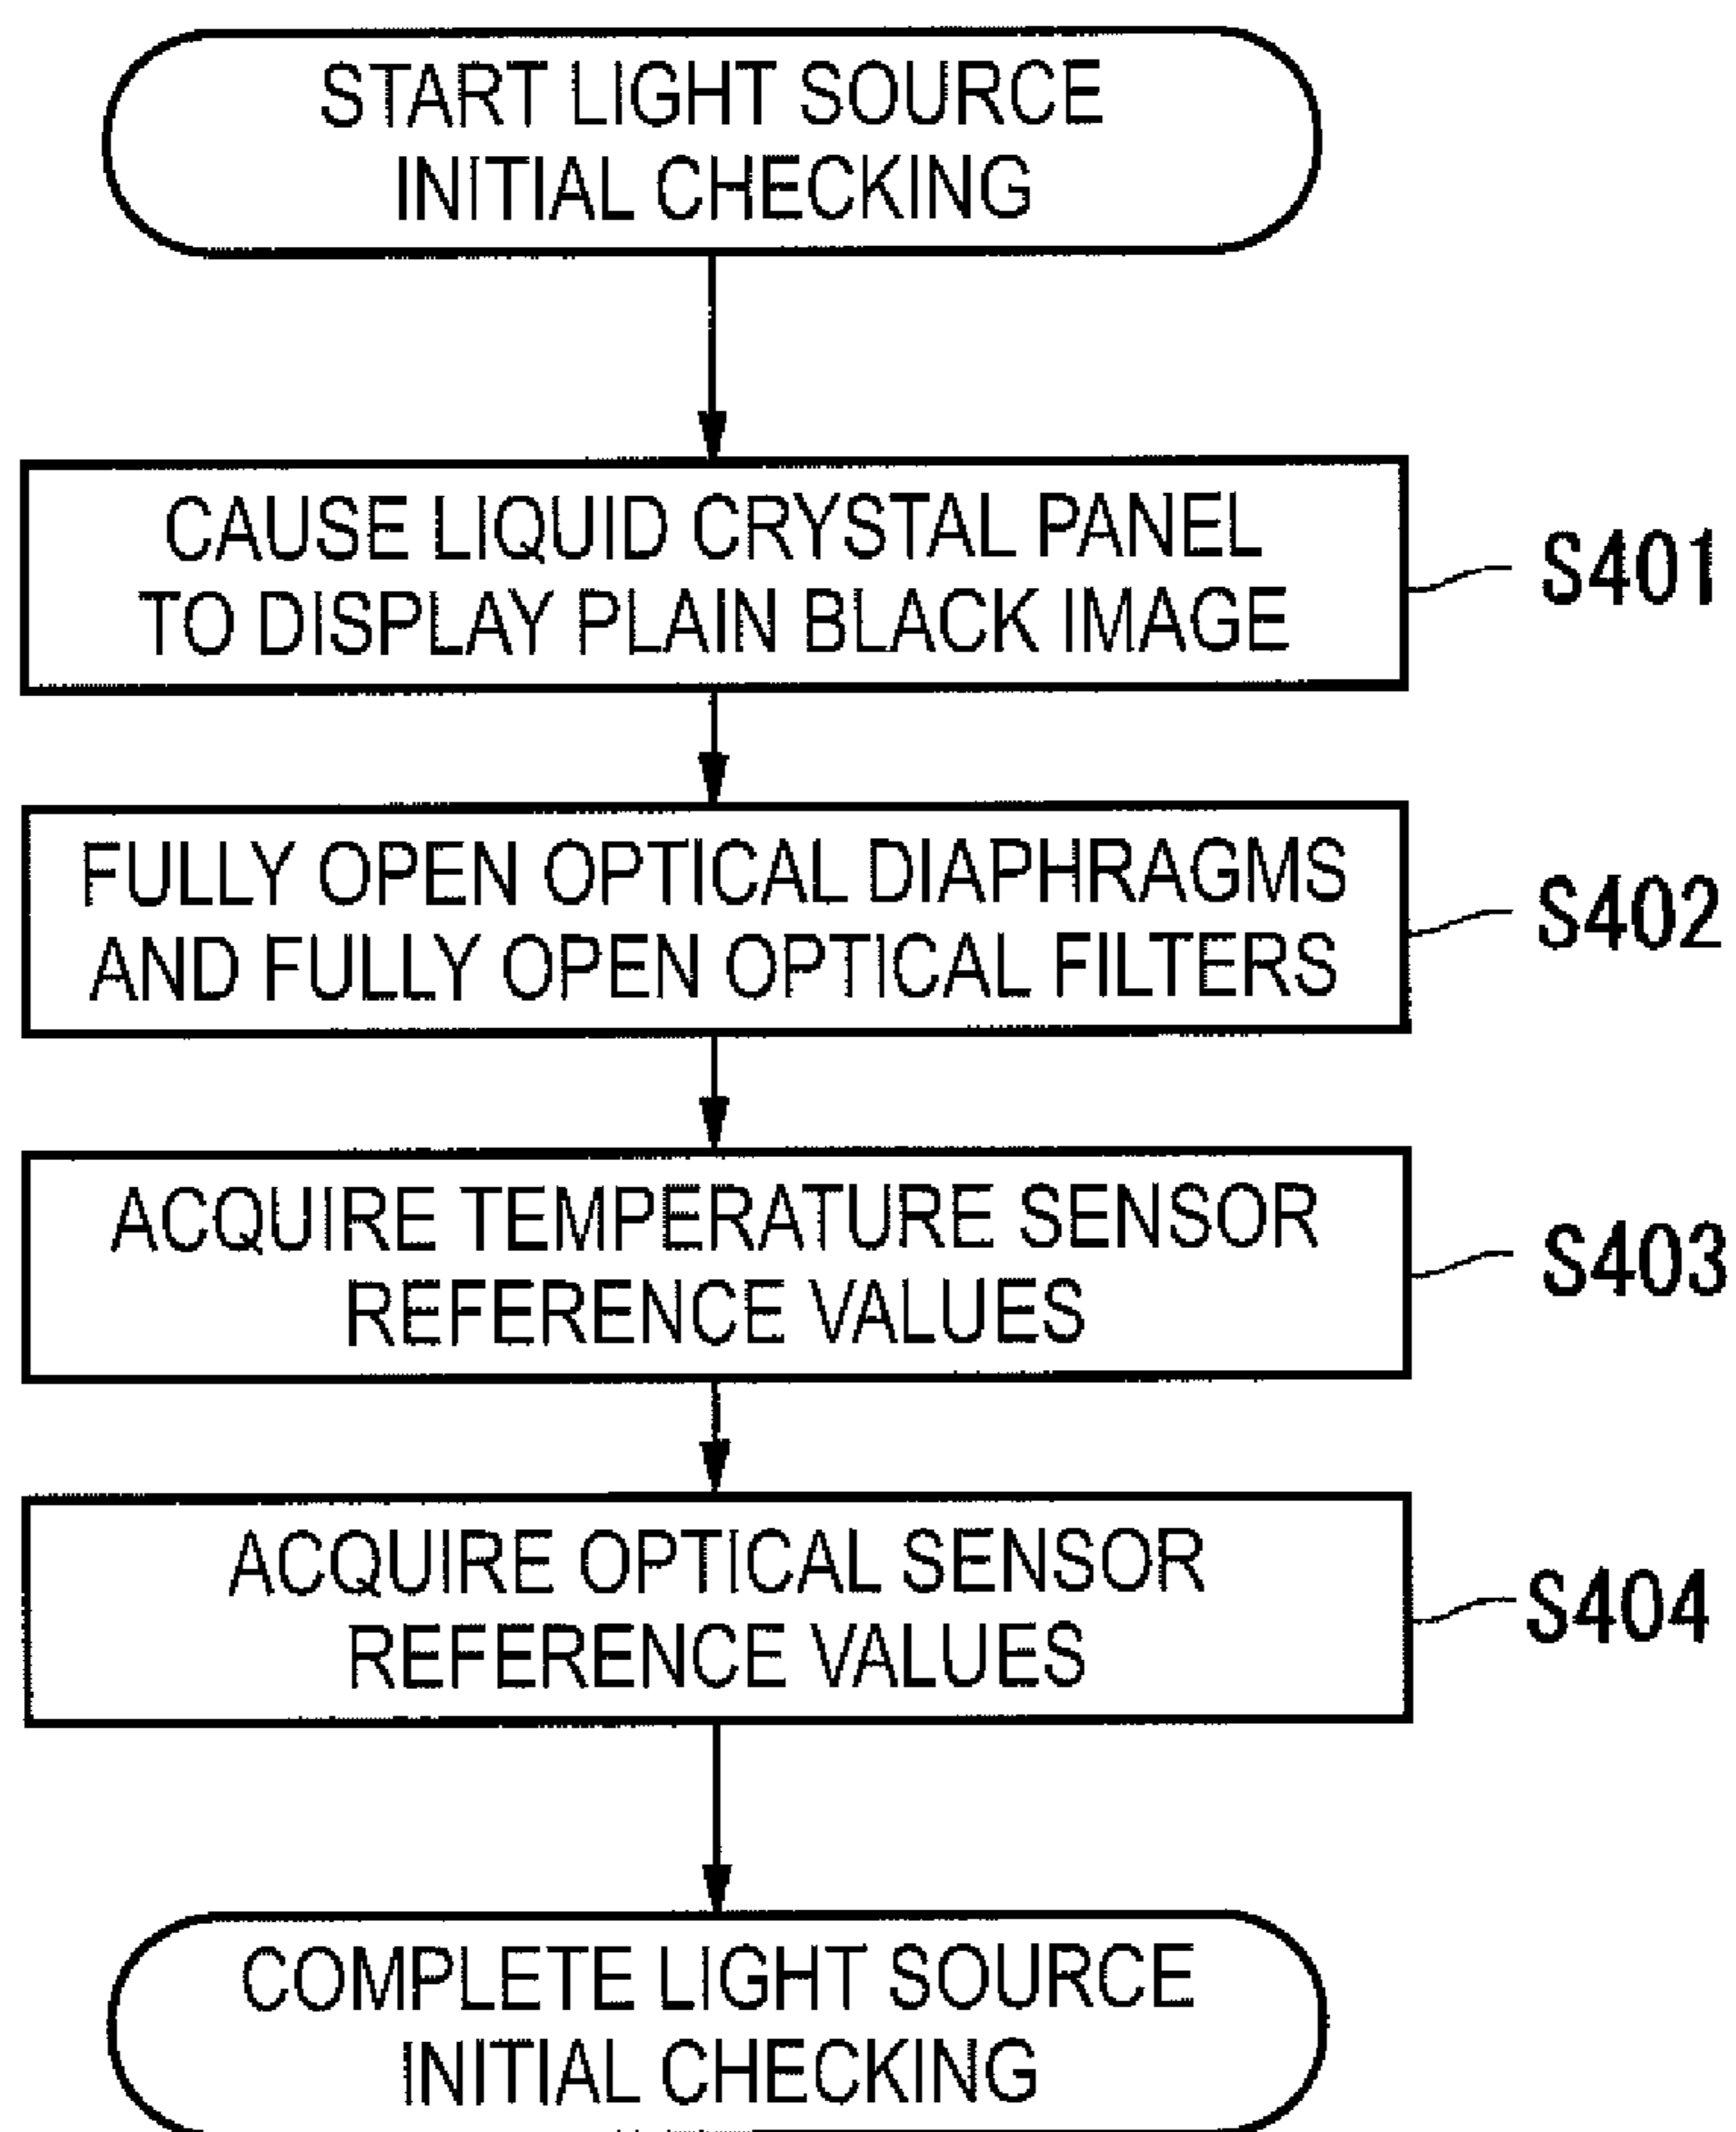 START LIGHT SOURCE
INITIAL CHECKING
CAUSE LIQUID CRYSTAL PANEL
TO DISPLAY PLAIN BLACK IMAGE
S401
FULLY OPEN OPTICAL DIAPHRAGMS
AND FULLY OPEN OPTICAL FILTERS
S402
ACQUIRE TEMPERATURE SENSOR
REFERENCE VALUES
S403
ACQUIRE OPTICAL SENSOR
REFERENCE VALUES
S404
COMPLETE LIGHT SOURCE
INITIAL CHECKING